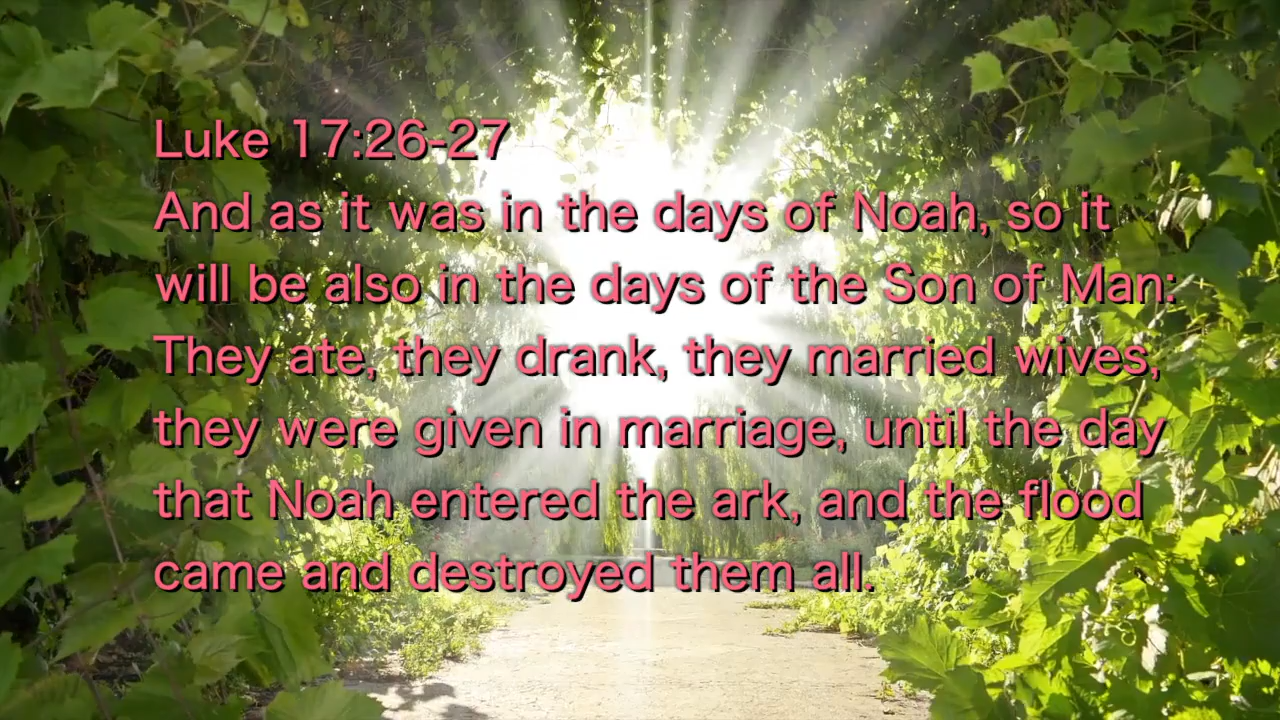 Luke 17:26-27
And as it was in the days of Noah, so it
will be also in the days of the Son of Man:
They ate, they drank, they married wives,
they were given in marriage, until the day
that Noah entered the ark, and the flood
came and destroyed them all.